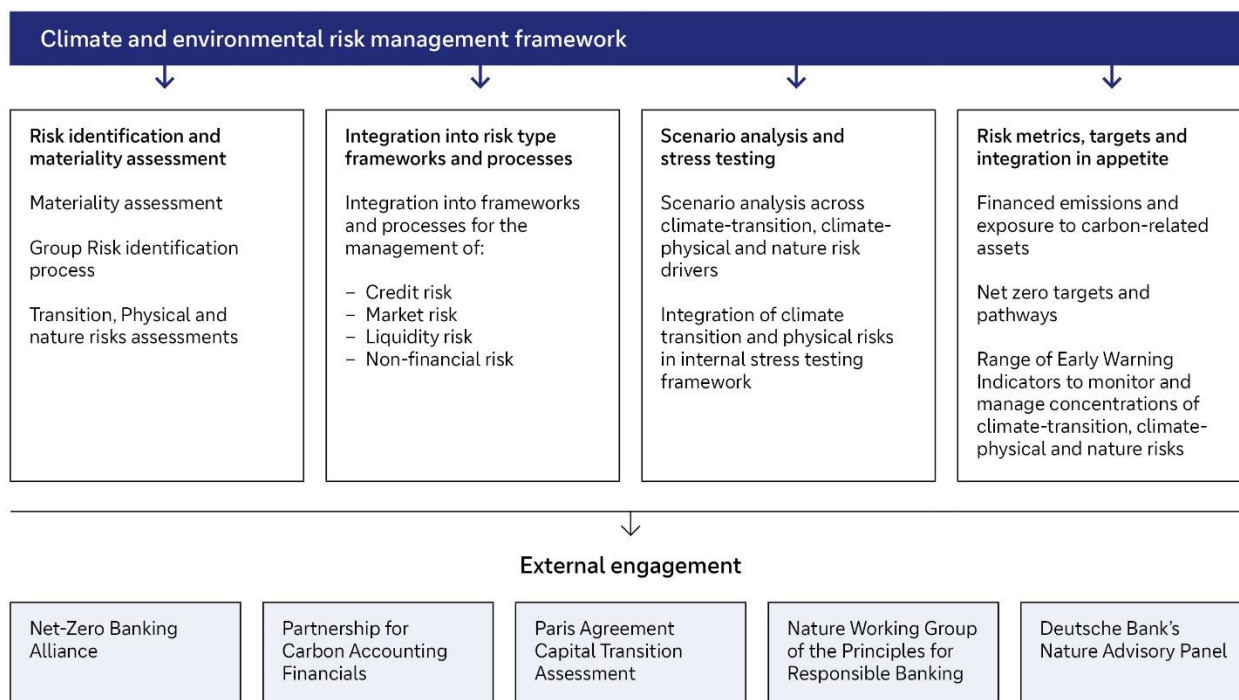 Climate and environmental risk management framework
Risk identification and
materiality assessment
Materiality assessment
Group Risk identification
process
Transition, Physical and
nature risks assessments
Integration into risk type
frameworks and processes
Integration into frameworks
and processes for the
management of:
– Credit risk
– Market risk
– Liquidity risk
– Non-financial risk
Scenario analysis and
stress testing
Scenario analysis across
climate-transition, climate-
physical and nature risk
drivers
Integration of climate
transition and physical risks
in internal stress testing
framework
Risk metrics, targets and
integration in appetite
Financed emissions and
exposure to carbon-related
assets
Net zero targets and
pathways
Range of Early Warning
Indicators to monitor and
manage concentrations of
climate-transition, climate-
physical and nature risks
External engagement
Net-Zero Banking
Alliance
Partnership for
Carbon Accounting
Financials
Paris Agreement
Capital Transition
Assessment
Nature Working Group
of the Principles for
Responsible Banking
Deutsche Bank's
Nature Advisory Panel